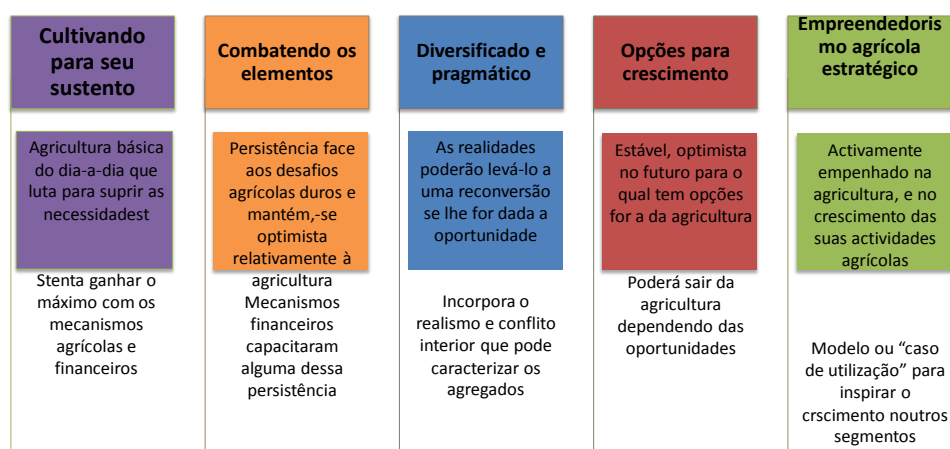 Cultivando
para seu
sustento
Agricultura básica
do dia-a-dia que
luta para suprir as
necessidadest
Stenta ganhar o
máximo com os
mecanismos
agrícolas e
financeiros
Combatendo os
elementos
Persistência face
aos desafios
agrícolas duros e
mantém,-se
optimista
relativamente à
agricultura
Mecanismos
financeiros
capacitaram
alguma dessa
persistência
Diversificado e
pragmático
As realidades
poderão levá-lo a
uma reconversão
se lhe for dada a
oportunidade
Incorpora o
realismo e conflito
interior que pode
caracterizar os
agregados
Opções para
crescimento
Estável, optimista
no futuro para o
qual tem opções
for a da agricultura
Poderá sair da
agricultura
dependendo das
oportunidades
Empreendedoris
mo agrícola
estratégico
Activamente
empenhado na
agricultura, e no
crescimento das
suas actividades
agrícolas
Modelo ou “caso
de utilização” para
inspirar o
crscimento noutros
segmentos